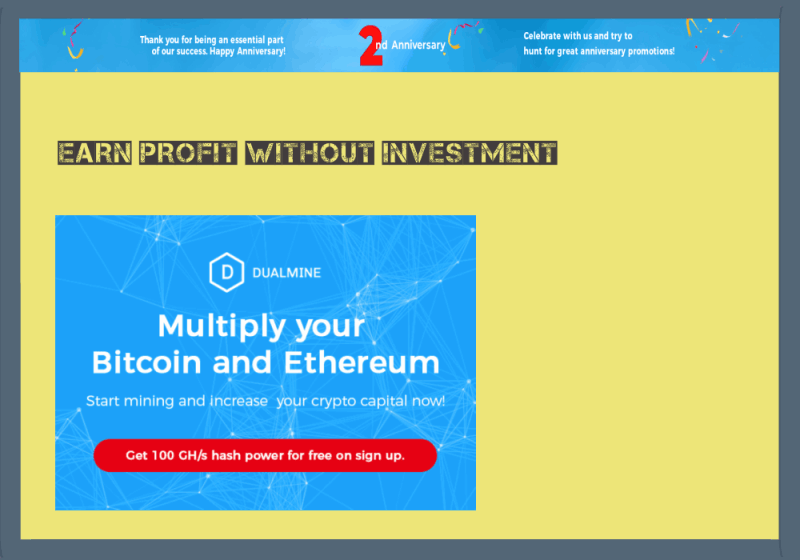 Thank you for being an essential part
of our success. Happy Anniversary!
2nd Anniversary
Celebrate with us and try to
hunt for great anniversary promotions!
EARN PROFIT WITHOUT INVESTMENT
D DUALMINE
Multiply your
Bitcoin and Ethereum
Start mining and increase your crypto capital now!
Get 100 GH/s hash power for free on sign up.